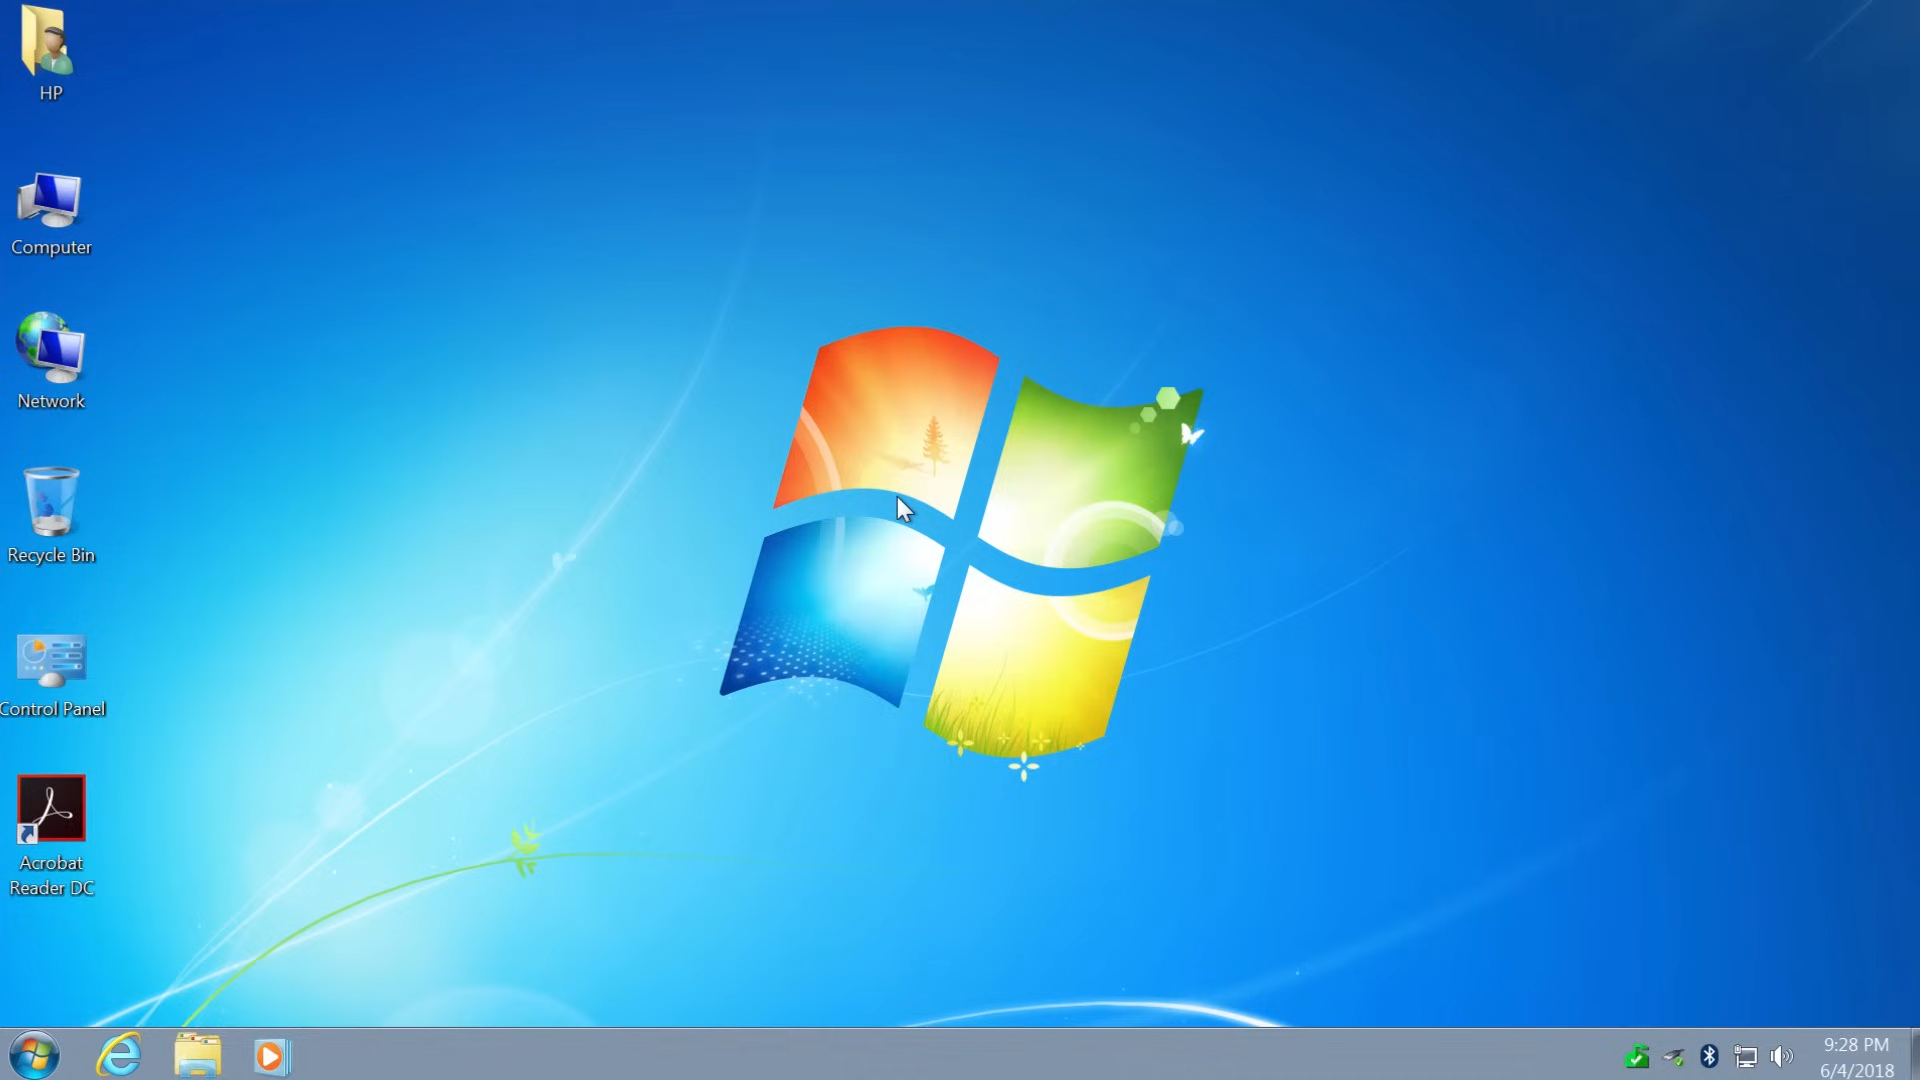 HP
Computer
Network
Recycle Bin
Control Panel
Acrobat
Reader DC
9:28 PM
6/4/2018